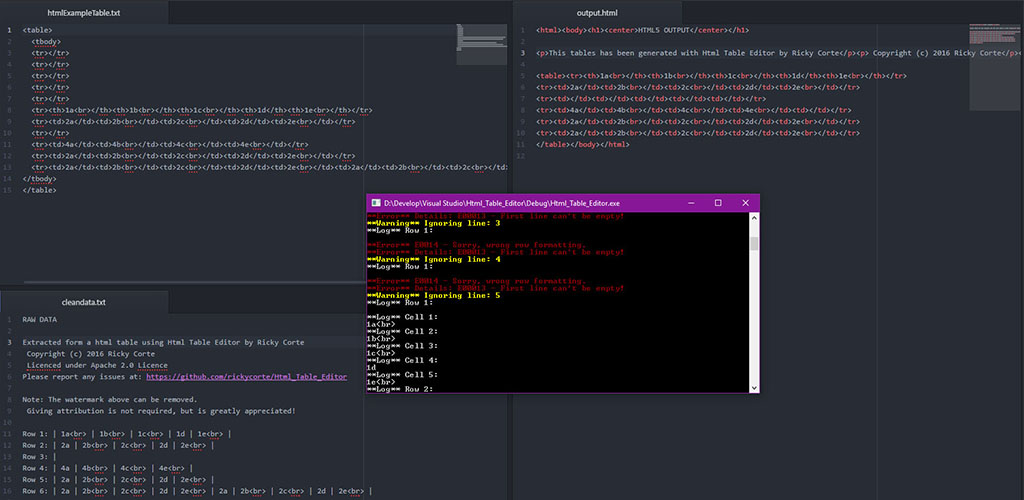 htmlExampleTable.txt
1 <table>
2 <tbody>
3 <tr></tr>
4 <tr></tr>
5 <tr></tr>
6 <tr></tr>
7 <tr></tr>
8 <tr><th>1a<br></th><th>1b<br></th><th>1c<br></th><th>1d</th><th>1e<br></th></tr>
9 <tr><td>2a</td><td>2b<br></td><td>2c<br></td><td>2d</td><td>2e<br></td></tr>
10 <tr></tr>
11 <tr><td>4a</td><td>4b<br></td><td>4c<br></td><td>4e<br></td></tr>
12 <tr><td>2a</td><td>2b<br></td><td>2c<br></td><td>2d</td><td>2e<br></td></tr>
13 <tr><td>2a</td><td>2b<br></td><td>2c<br></td><td>2d</td><td>2e<br></td><td>2a</td><td>2b<br></td><td>2c<br></td><td
14 </tbody>
15 </table>
output.html
1 <html><body><h1><center>HTML5 OUTPUT</center></h1>
2
3 <p>This tables has been generated with Html Table Editor by Ricky Corte</p><p> Copyright (c) 2016 Ricky Corte</p><
4
5 <table><tr><th>1a<br></th><th>1b<br></th><th>1c<br></th><th>1d</th><th>1e<br></th></tr>
6 <tr><td>2a</td><td>2b<br></td><td>2c<br></td><td>2d</td><td>2e<br></td></tr>
7 <tr><td></td><td></td><td></td><td></td><td></td></tr>
8 <tr><td>4a</td><td>4b<br></td><td>4c<br></td><td>4e<br></td><td></td></tr>
9 <tr><td>2a</td><td>2b<br></td><td>2c<br></td><td>2d</td><td>2e<br></td></tr>
10 <tr><td>2a</td><td>2b<br></td><td>2c<br></td><td>2d</td><td>2e<br></td></tr>
11 </table></body></html>
12
D:\Develop\Visual Studio\Html_Table_Editor\Debug\Html_Table_Editor.exe
**Error** Details: E00013 - First line can't be empty!
**Warning** Ignoring line: 3
**Log** Row 1:
**Error** E0014 - Sorry, wrong row formatting.
**Error** Details: E00013 - First line can't be empty!
**Warning** Ignoring line: 4
**Log** Row 1:
**Error** E0014 - Sorry, wrong row formatting.
**Error** Details: E00013 - First line can't be empty!
**Warning** Ignoring line: 5
**Log** Row 1:
**Log** Cell 1:
1a<br>
**Log** Cell 2:
1b<br>
**Log** Cell 3:
1c<br>
**Log** Cell 4:
1d
**Log** Cell 5:
1e<br>
**Log** Row 2:
cleandata.txt
1 RAW DATA
2
3 Extracted form a html table using Html Table Editor by Ricky Corte
4 Copyright (c) 2016 Ricky Corte
5 Licenced under Apache 2.0 Licence
6 Please report any issues at: https://github.com/rickycorte/Html_Table_Editor
7
8 Note: The watermark above can be removed.
9 Giving attribution is not required, but is greatly appreciated!
10
11 Row 1: | 1a<br> | 1b<br> | 1c<br> | 1d | 1e<br> |
12 Row 2: | 2a | 2b<br> | 2c<br> | 2d | 2e<br> |
13 Row 3: |
14 Row 4: | 4a | 4b<br> | 4c<br> | 4e<br> |
15 Row 5: | 2a | 2b<br> | 2c<br> | 2d | 2e<br> |
16 Row 6: | 2a | 2b<br> | 2c<br> | 2d | 2e<br> | 2a | 2b<br> | 2c<br> | 2d | 2e<br> |